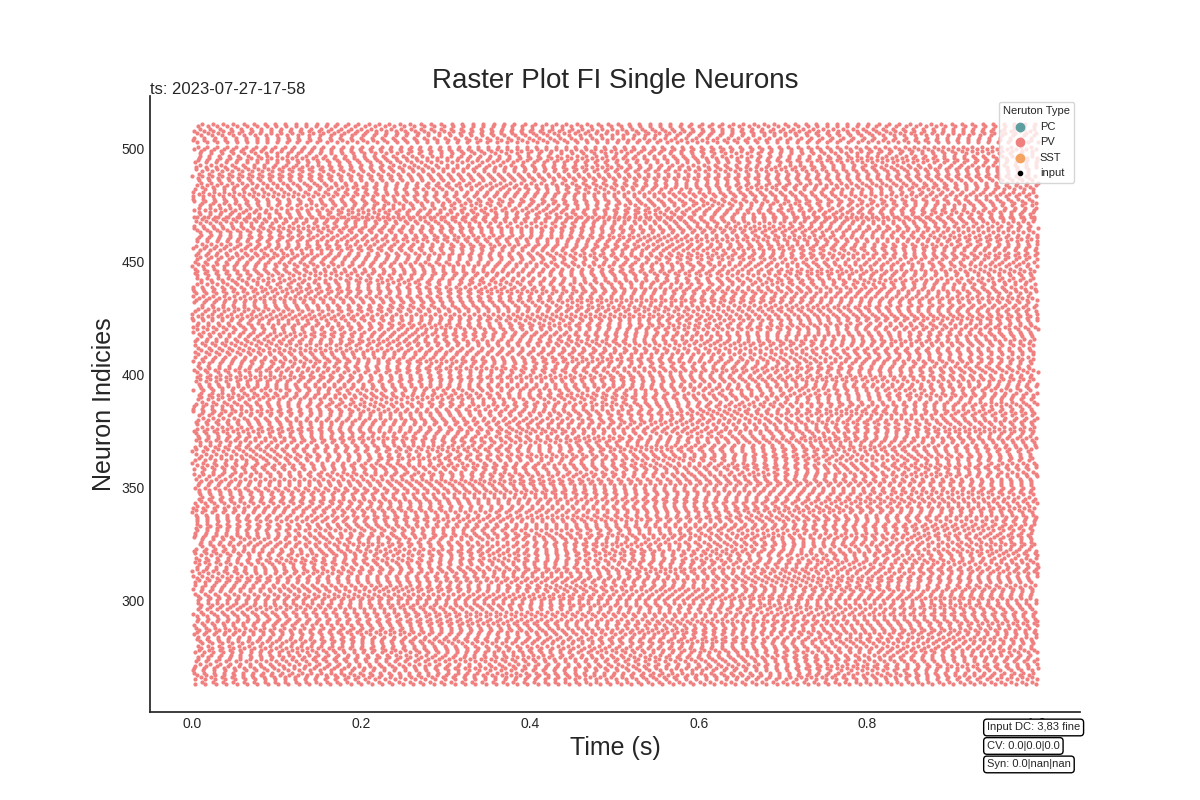 Raster Plot FI Single Neurons
ts: 2023-07-27-17-58
Neruton Type
PC
PV
SST
input
500
450
400
350
300
Neuron Indicies
0.0 0.2 0.4 0.6 0.8
Time (s)
Input DC: 3,83 fine
CV: 0.0|0.0|0.0
Syn: 0.0|nan|nan